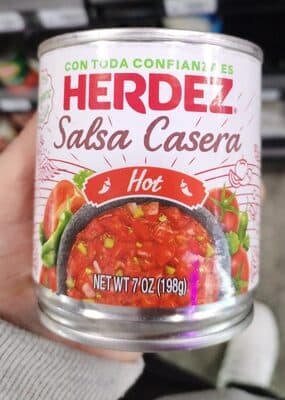 CON TODA CONFIANZA ES
HERDEZ
Salsa Casera
Hot
NET WT 7 OZ (198g)